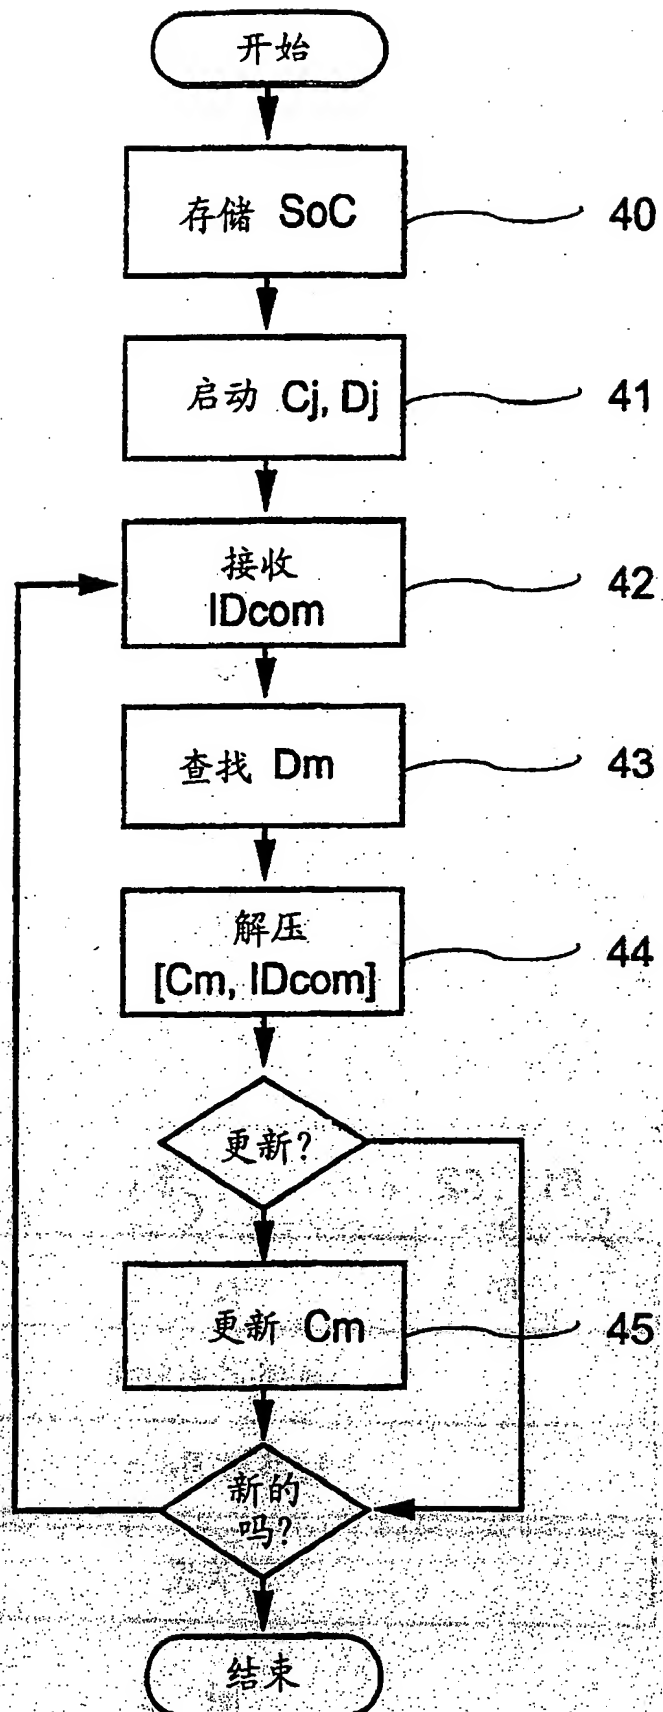 开始
存储 SoC
40
启动 Cj, Dj
41
接收
IDcom
42
查找 Dm
43
解压
[Cm, IDcom]
44
更新?
更新 Cm
45
新的
吗?
结束